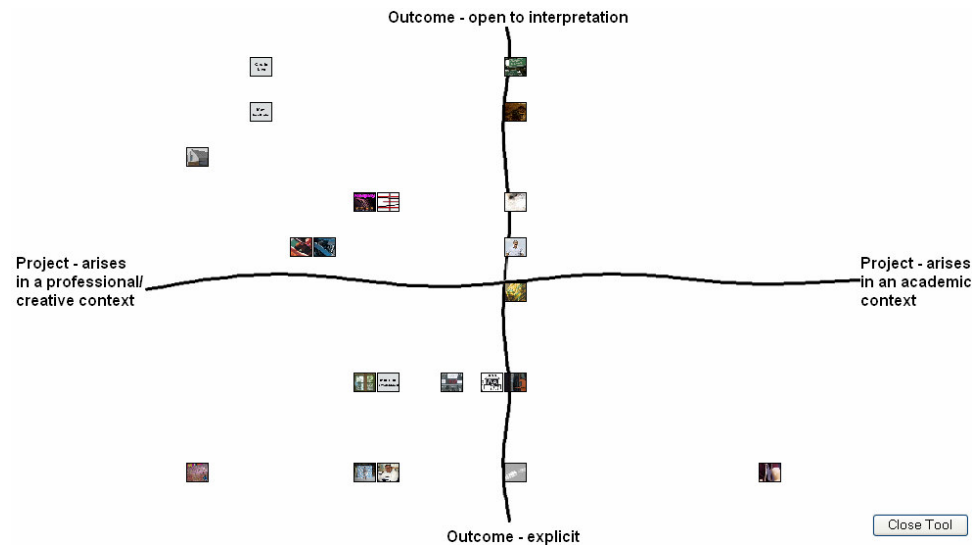 Outcome - open to interpretation
Project - arises
in a professional/
creative context
Project - arises
in an academic
context
Outcome - explicit
Close Tool